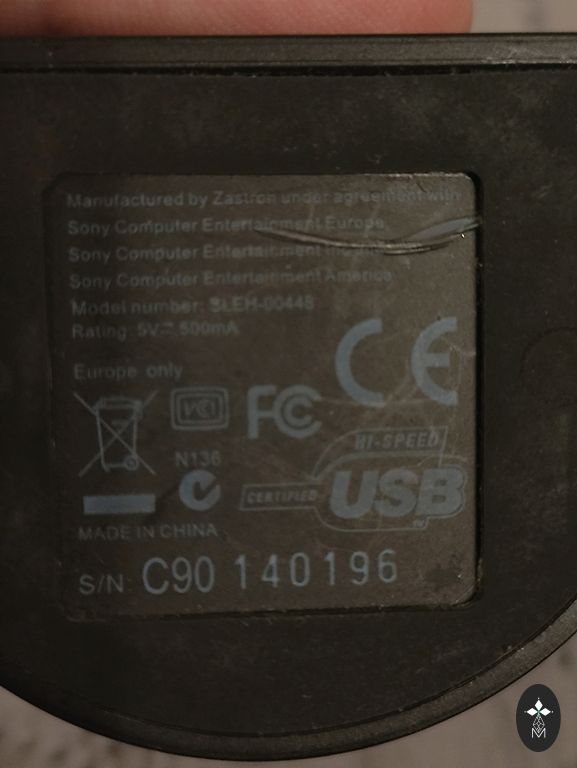 Manufactured by Zastron under agreement with
Sony Computer Entertainment Europe
Sony Computer Entertainment
Sony Computer Entertainment America
Model number: SLEH-00448
Rating: 5V 500mA
Europe only
VCI
FC
CE
HI-SPEED
N136
CERTIFIED USB
MADE IN CHINA
S/N: C90 140196
M